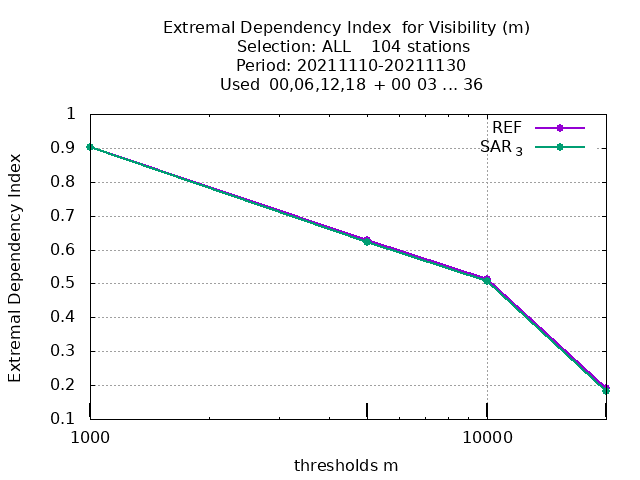 Extremal Dependency Index  for Visibility (m)
Selection: ALL    104 stations
Period: 20211110-20211130
Used  00,06,12,18  + 00 03 ... 36
REF
SAR 3
1
0.9
0.8
0.7
0.6
0.5
0.4
0.3
0.2
0.1
Extremal Dependency Index
1000
10000
thresholds m